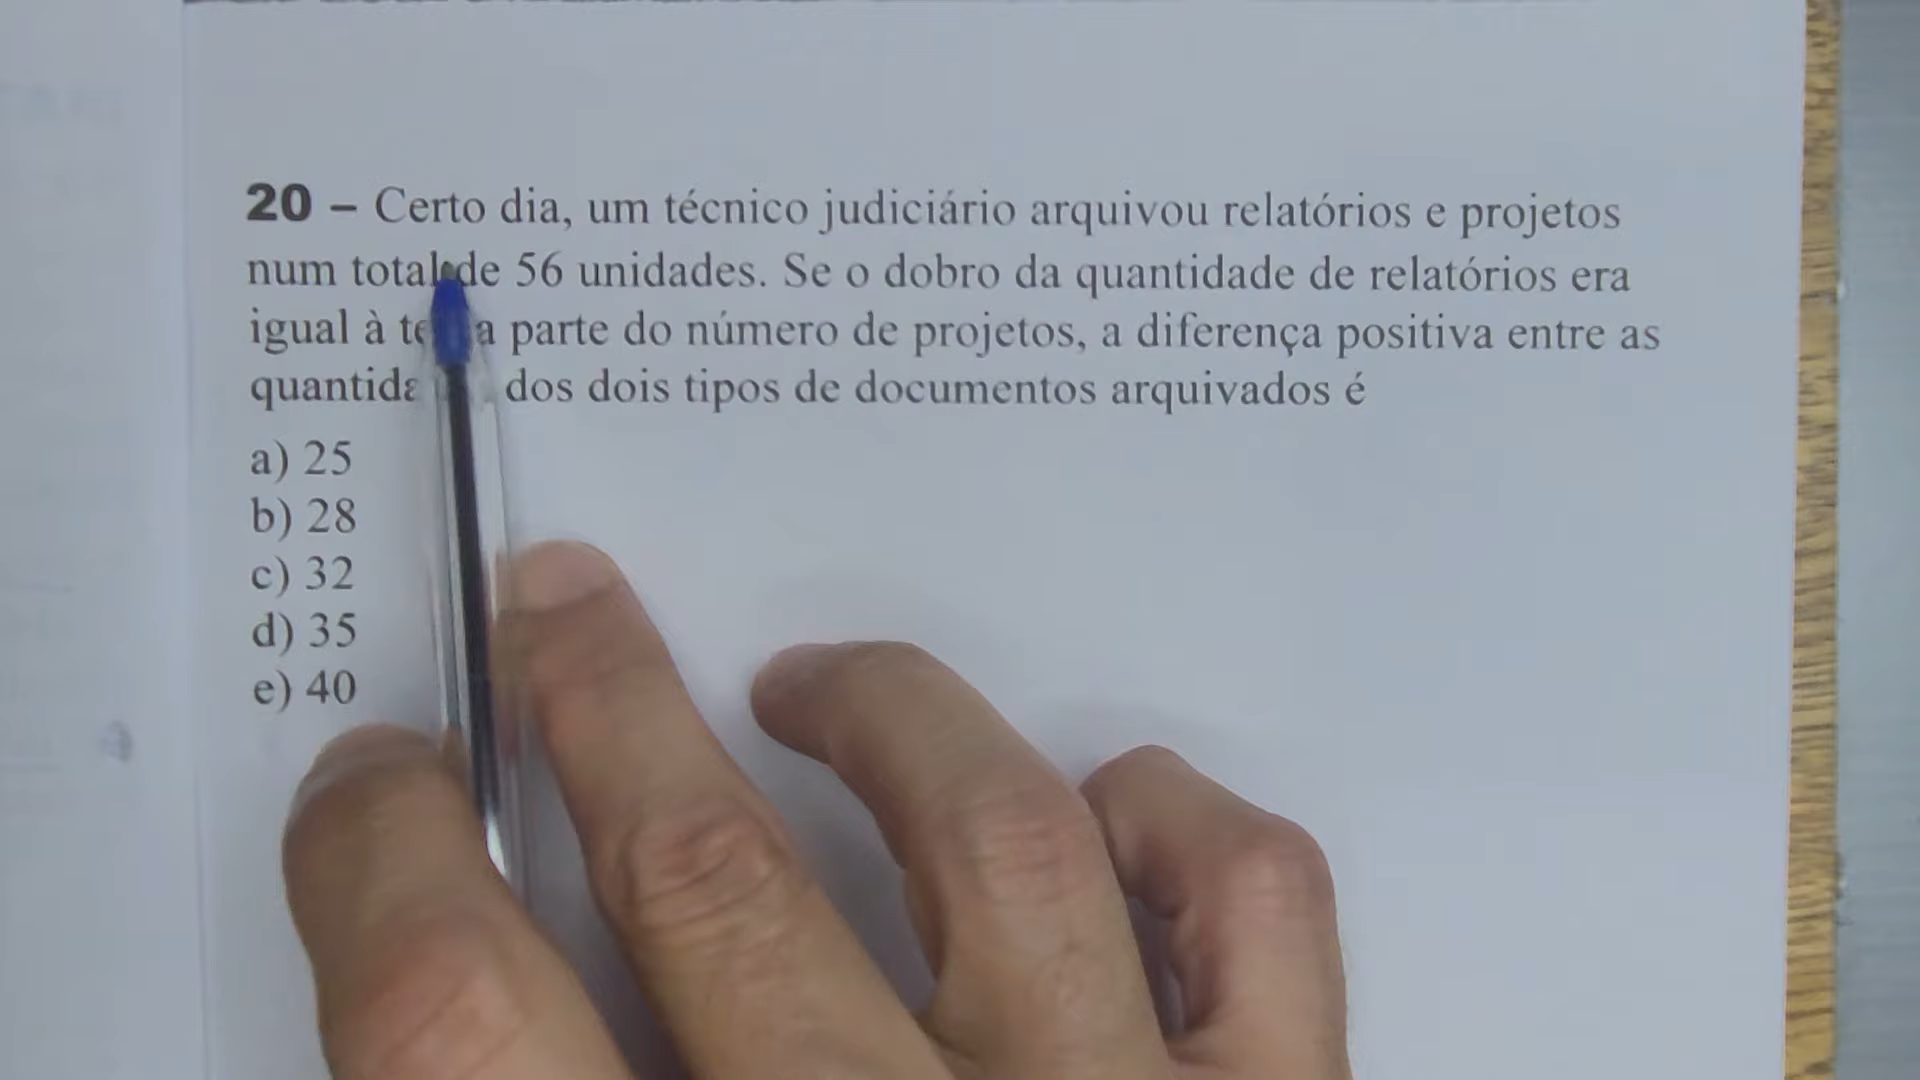 20 – Certo dia, um técnico judiciário arquivou relatórios e projetos
num total de 56 unidades. Se o dobro da quantidade de relatórios era
igual à parte do número de projetos, a diferença positiva entre as
dos dois tipos de documentos arquivados é
a) 25
b) 28
c) 32
d) 35
e) 40